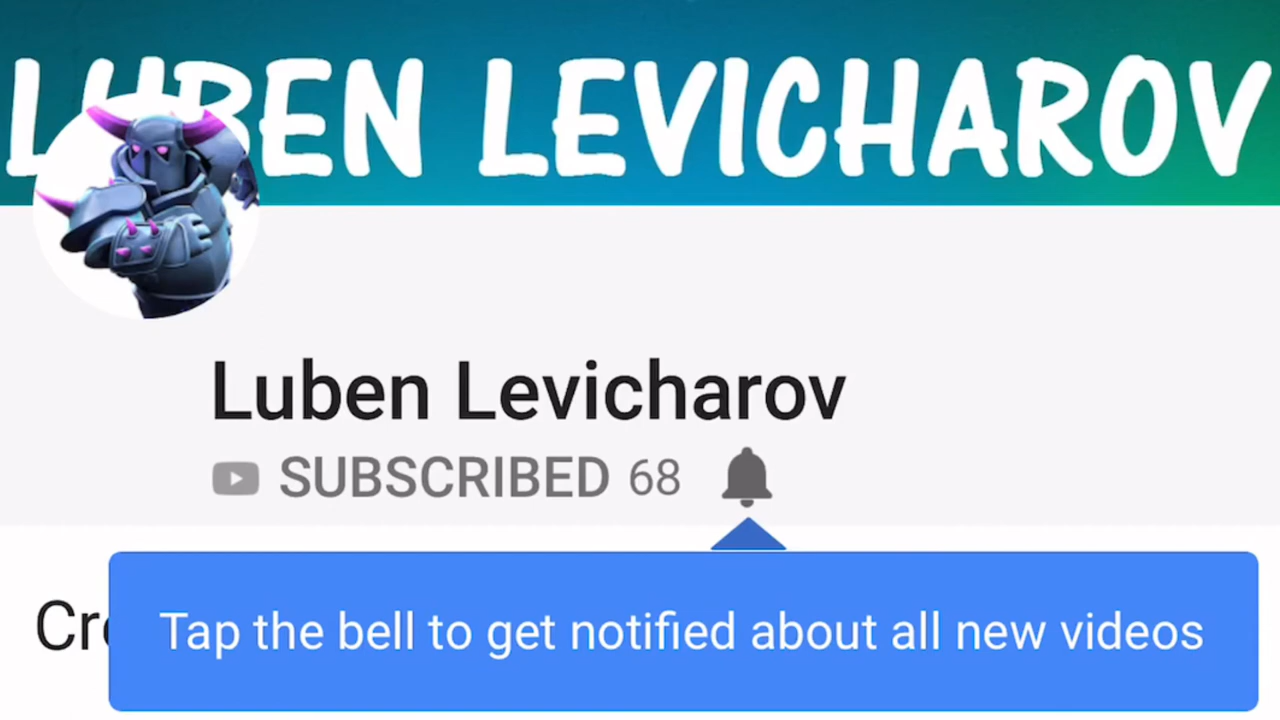 LUBEN LEVICHAROV
Luben Levicharov
SUBSCRIBED 68
Tap the bell to get notified about all new videos